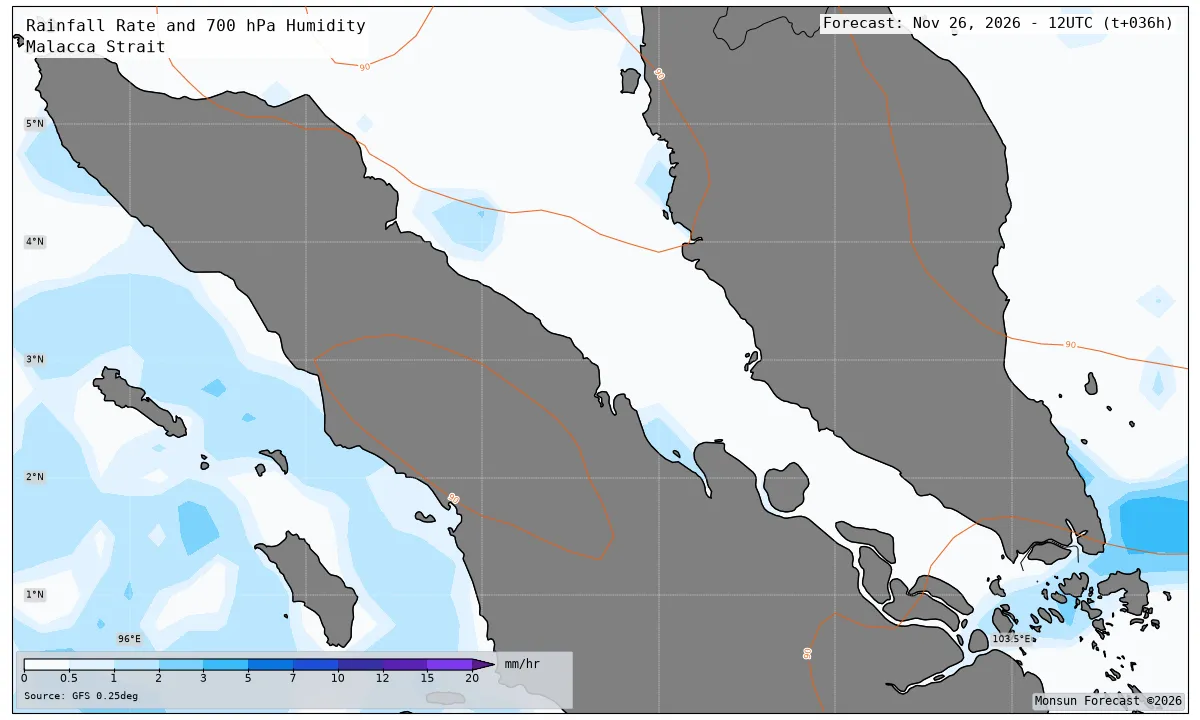 Rainfall Rate and 700 hPa Humidity
Malacca Strait
Forecast: Nov 26, 2026 - 12UTC (t+036h)
90
90
5°N
4°N
3°N
90
2°N
90
1°N
96°E
103.5°E
90
0 0.5 1 2 3 5 7 10 12 15 20 mm/hr
Source: GFS 0.25deg
Monsun Forecast ©2026